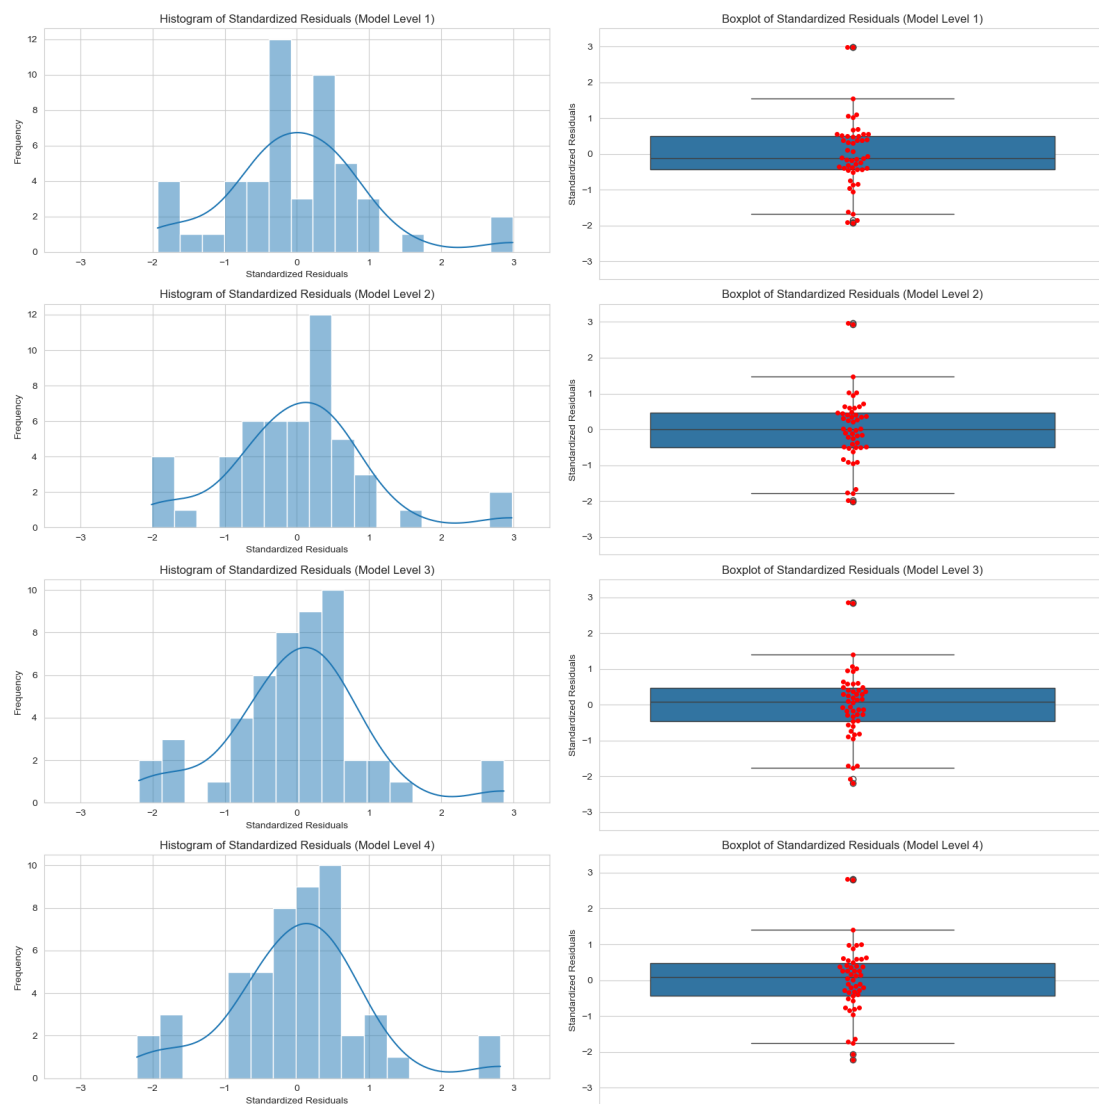 Histogram of Standardized Residuals (Model Level 1)
12
10
8
6
4
2
0
Frequency
−3 −2 −1 0 1 2 3
Standardized Residuals
Boxplot of Standardized Residuals (Model Level 1)
3
2
1
0
−1
−2
−3
Standardized Residuals
Histogram of Standardized Residuals (Model Level 2)
12
10
8
6
4
2
0
Frequency
−3 −2 −1 0 1 2 3
Standardized Residuals
Boxplot of Standardized Residuals (Model Level 2)
3
2
1
0
−1
−2
−3
Standardized Residuals
Histogram of Standardized Residuals (Model Level 3)
10
8
6
4
2
0
Frequency
−3 −2 −1 0 1 2 3
Standardized Residuals
Boxplot of Standardized Residuals (Model Level 3)
3
2
1
0
−1
−2
−3
Standardized Residuals
Histogram of Standardized Residuals (Model Level 4)
10
8
6
4
2
0
Frequency
−3 −2 −1 0 1 2 3
Standardized Residuals
Boxplot of Standardized Residuals (Model Level 4)
3
2
1
0
−1
−2
−3
Standardized Residuals